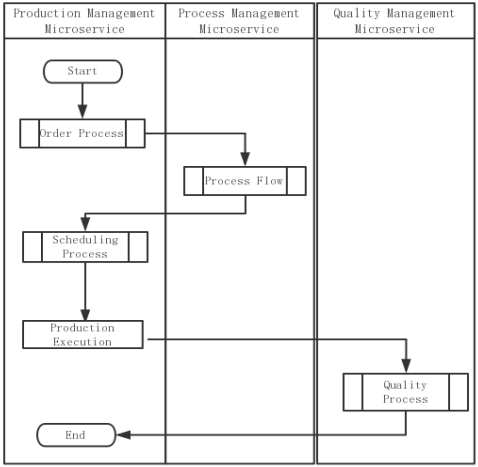 Production Management
Microservice
Process Management
Microservice
Quality Management
Microservice
Start
Order Process
Process Flow
Scheduling
Process
Production
Execution
Quality
Process
End